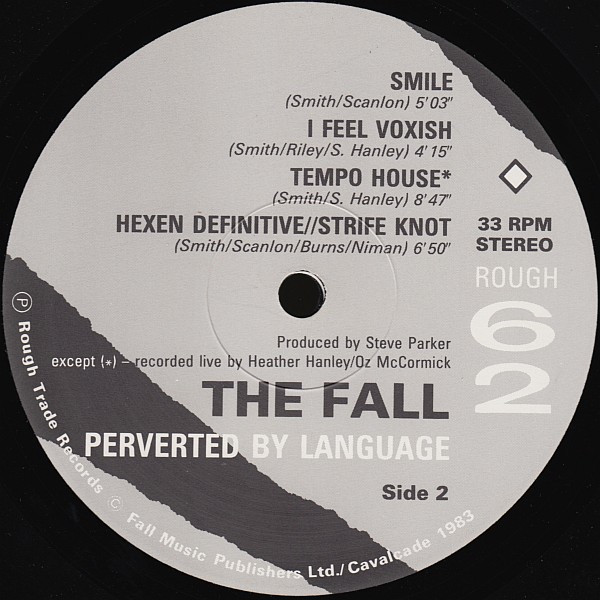 SMILE
(Smith/Scanlon) 5'03"
I FEEL VOXISH
(Smith/Riley/S. Hanley) 4'15"
TEMPO HOUSE*
(Smith/S. Hanley) 8'47"
HEXEN DEFINITIVE//STRIFE KNOT
(Smith/Scanlon/Burns/Niman) 6'50"
33 RPM
STEREO
ROUGH
62
Produced by Steve Parker
except (*) – recorded live by Heather Hanley/Oz McCormick
THE FALL
PERVERTED BY LANGUAGE
Side 2
Ⓟ Rough Trade Records © Fall Music Publishers Ltd./Cavalcade 1983